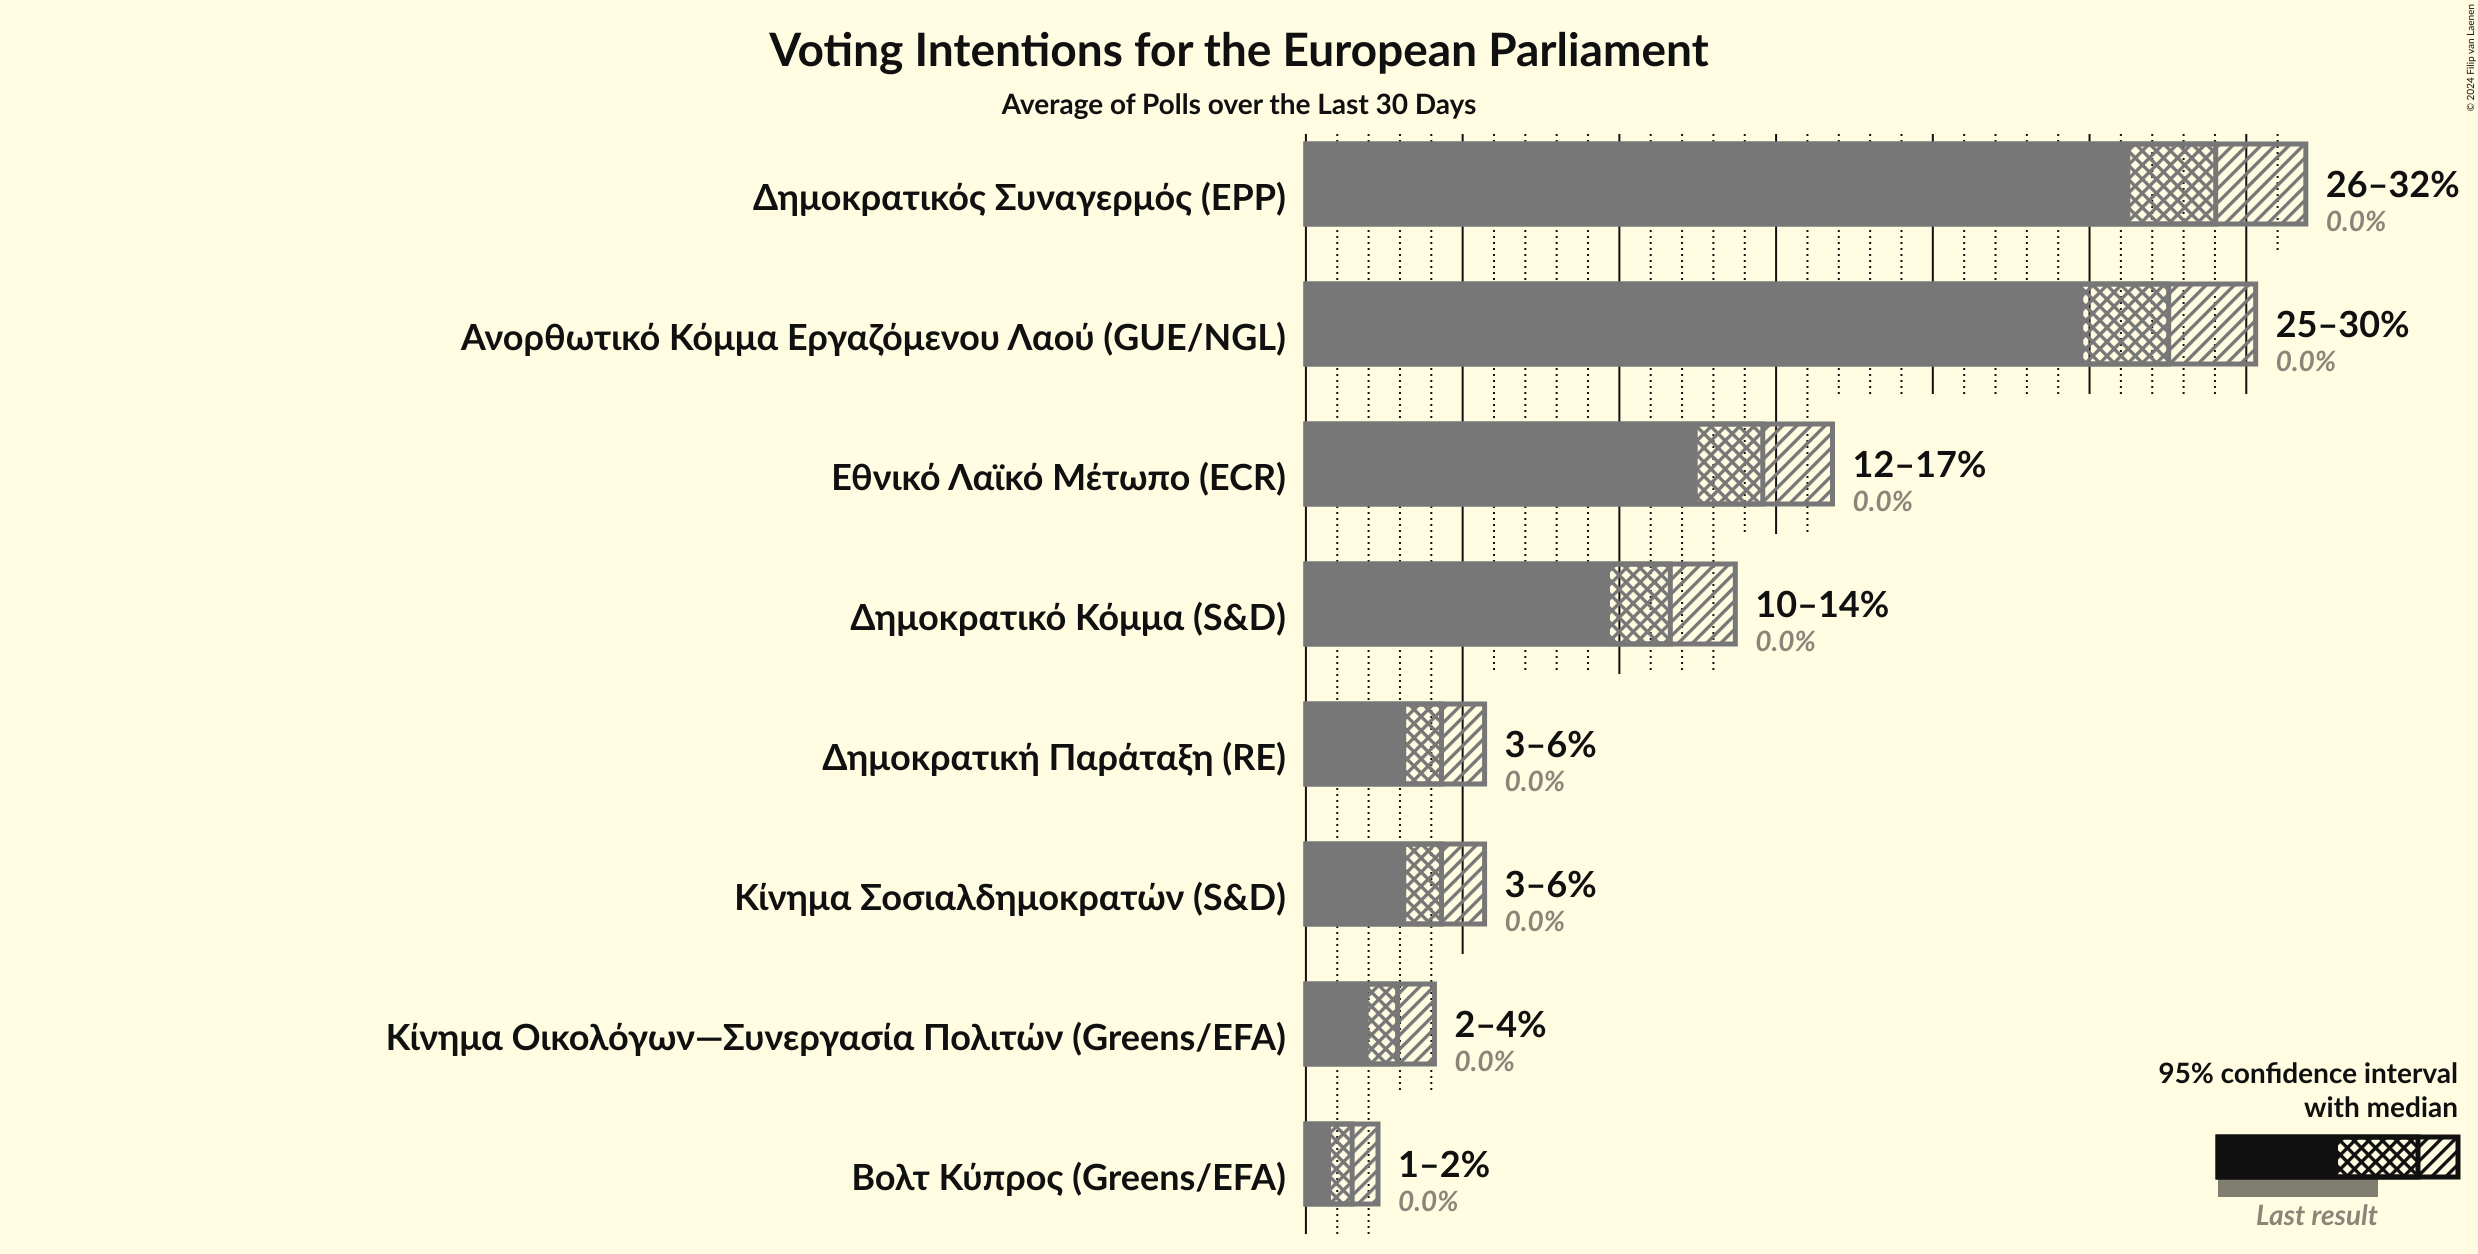 Voting Intentions for the European Parliament
Average of Polls over the Last 30 Days
© 2024 Filip van Laenen
Δημοκρατικός Συναγερμός (EPP)
26–32%
0.0%
Ανορθωτικό Κόμμα Εργαζόμενου Λαού (GUE/NGL)
25–30%
0.0%
Εθνικό Λαϊκό Μέτωπο (ECR)
12–17%
0.0%
Δημοκρατικό Κόμμα (S&D)
10–14%
0.0%
Δημοκρατική Παράταξη (RE)
3–6%
0.0%
Κίνημα Σοσιαλδημοκρατών (S&D)
3–6%
0.0%
Κίνημα Οικολόγων—Συνεργασία Πολιτών (Greens/EFA)
2–4%
0.0%
Βολτ Κύπρος (Greens/EFA)
1–2%
0.0%
95% confidence interval
with median
Last result